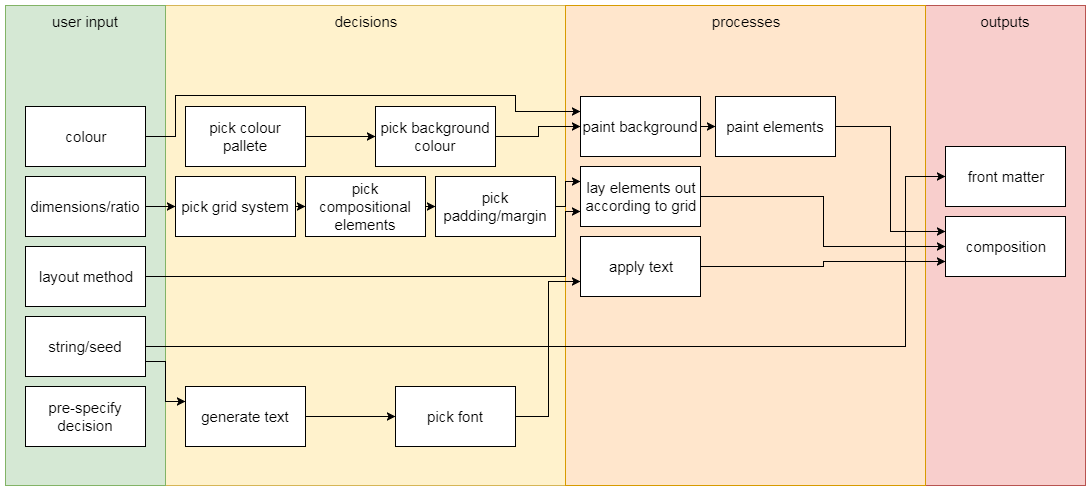 user input
decisions
processes
outputs
colour
pick colour
pallete
pick background
colour
paint background
paint elements
dimensions/ratio
pick grid system
pick
compositional
elements
pick
padding/margin
lay elements out
according to grid
front matter
layout method
apply text
composition
string/seed
pre-specify
decision
generate text
pick font